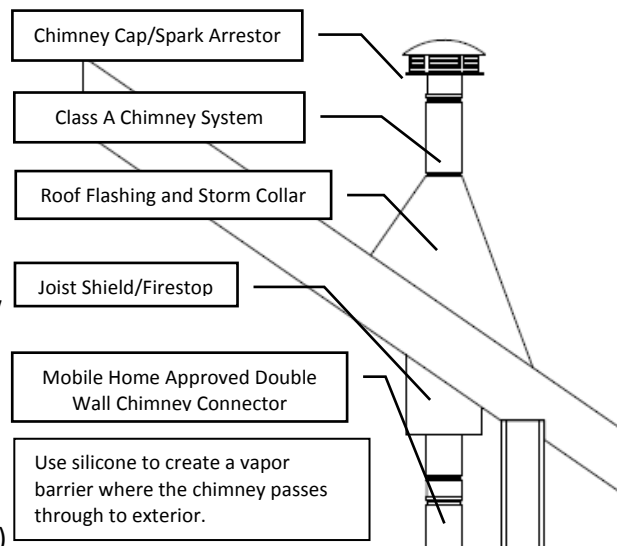 Chimney Cap/Spark Arrestor
Class A Chimney System
Roof Flashing and Storm Collar
Joist Shield/Firestop
Mobile Home Approved Double
Wall Chimney Connector
Use silicone to create a vapor
barrier where the chimney passes
through to exterior.
)